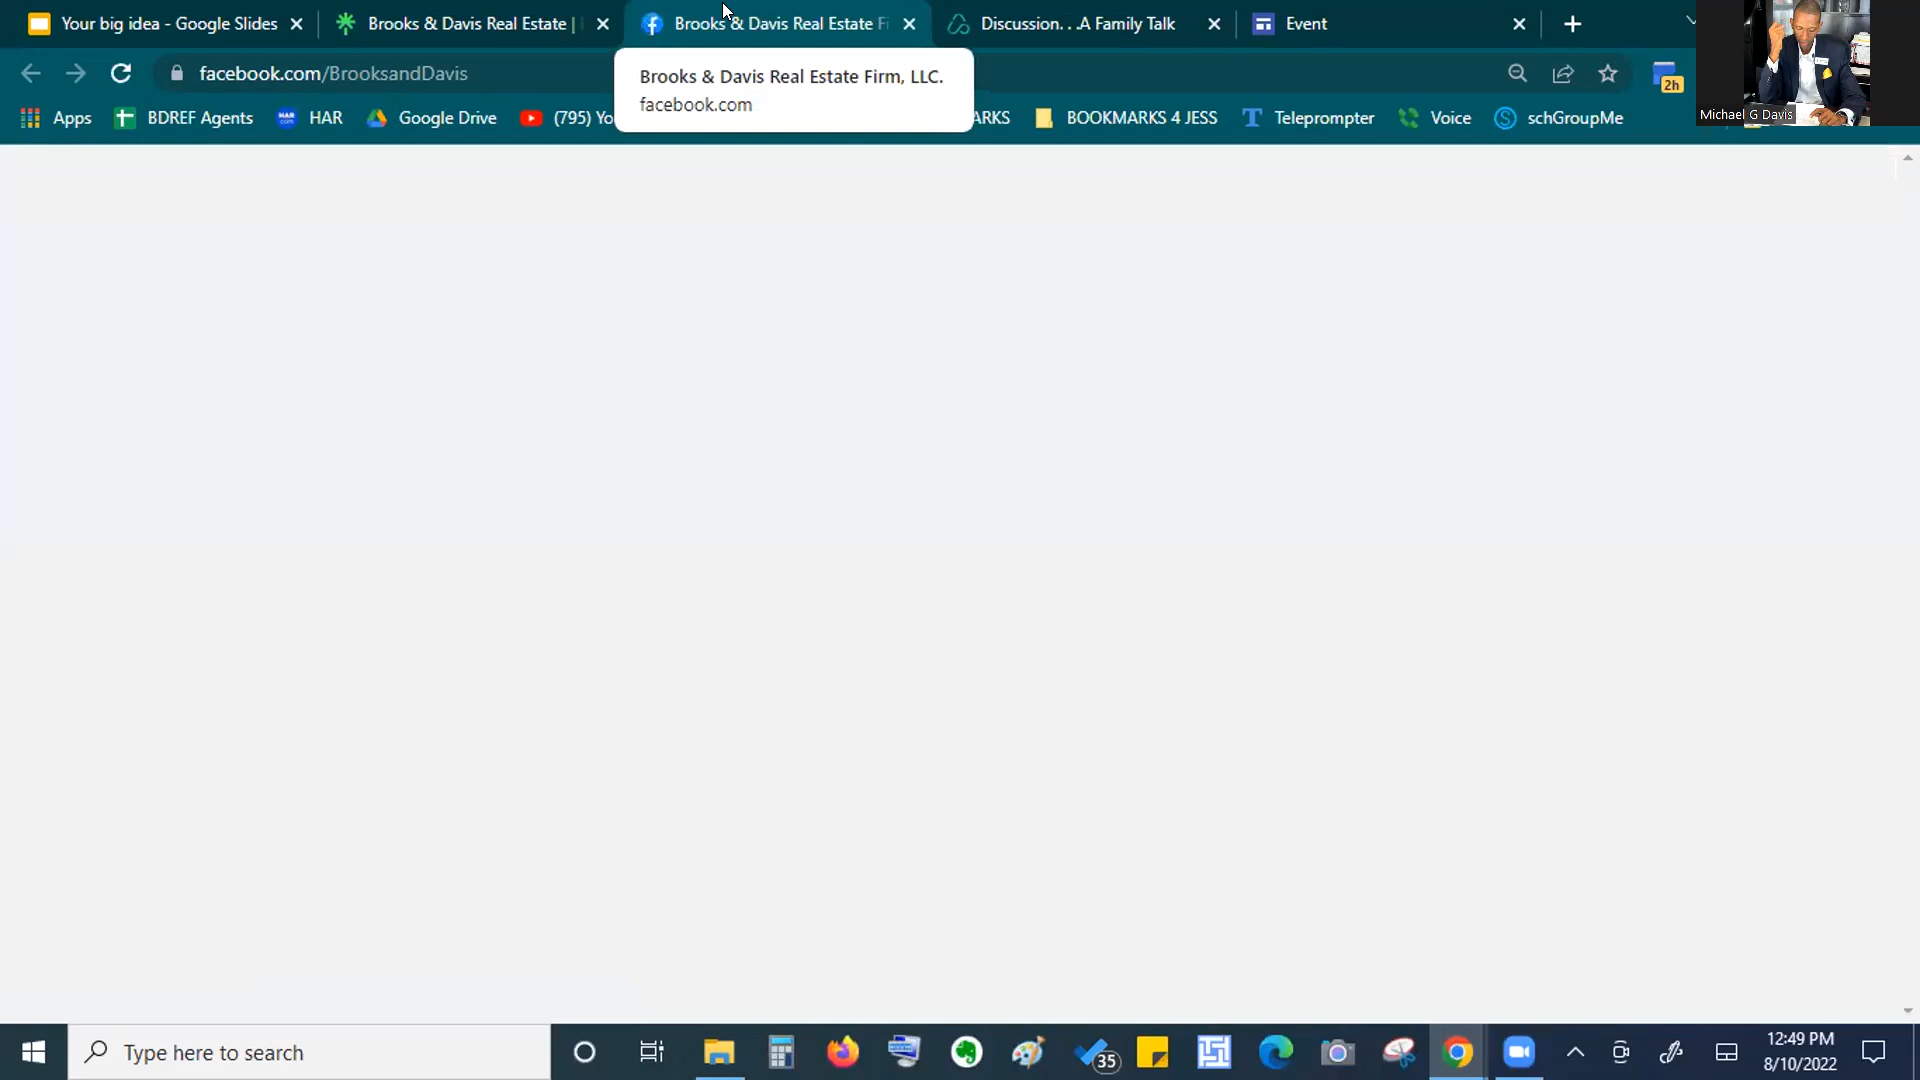 Your big idea - Google Slides
Brooks & Davis Real Estate |
Brooks & Davis Real Estate Fi
Discussion. . .A Family Talk
Event
facebook.com/BrooksandDavis
Brooks & Davis Real Estate Firm, LLC.
facebook.com
2h
Apps
BDREF Agents
HAR
Google Drive
(795) Yo
ARKS
BOOKMARKS 4 JESS
Teleprompter
Voice
schGroupMe
Michael G Davis
Type here to search
35
12:49 PM
8/10/2022